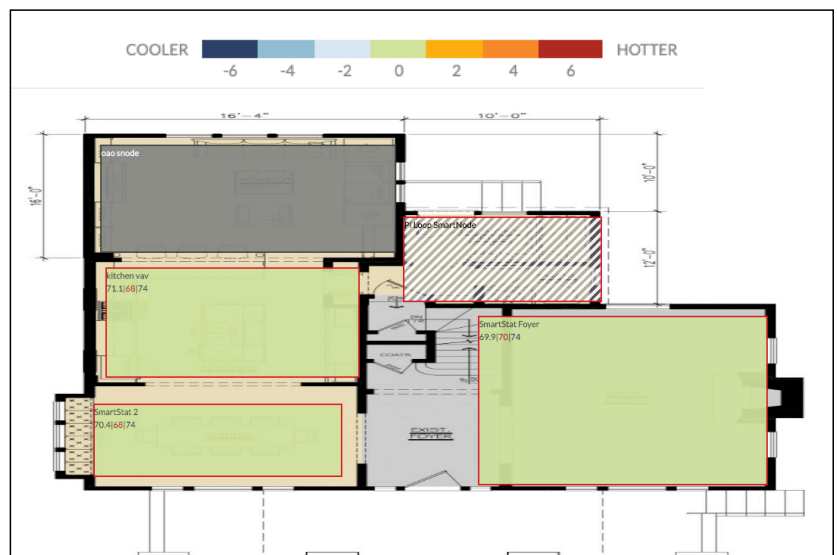 COOLER HOTTER
-6 -4 -2 0 2 4 6
16'-4" 10'-0"
oao snode
16'-0"
10'-0"
PI Loop SmartNode
12'-0"
kitchen vav
71.1|68|74
SmartStat Foyer
69.9|70|74
DN
COATS
SmartStat 2
70.4|68|74
EXIST.
FOYER